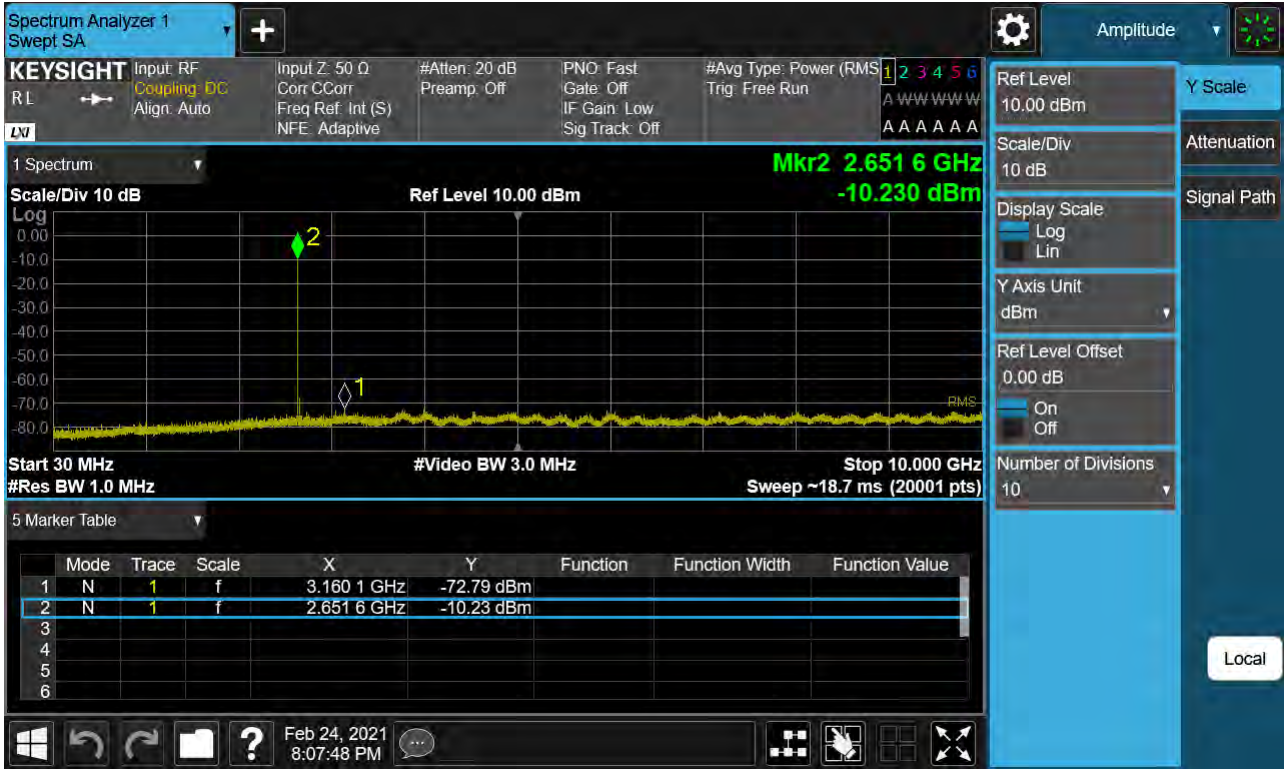 Spectrum Analyzer 1
Swept SA
Amplitude
KEYSIGHT
R L
LXI
Input: RF
Coupling: DC
Align: Auto
Input Z: 50 Ω
Corr CCorr
Freq Ref: Int (S)
NFE: Adaptive
#Atten: 20 dB
Preamp: Off
PNO: Fast
Gate: Off
IF Gain: Low
Sig Track: Off
#Avg Type: Power (RMS
Trig: Free Run
1 2 3 4 5 6
A W W W W W
A A A A A A
1 Spectrum
Mkr2 2.651 6 GHz
-10.230 dBm
Scale/Div 10 dB
Ref Level 10.00 dBm
Log
0.00
-10.0
-20.0
-30.0
-40.0
-50.0
-60.0
-70.0
-80.0
2
1
RMS
Start 30 MHz
#Video BW 3.0 MHz
Stop 10.000 GHz
#Res BW 1.0 MHz
Sweep ~18.7 ms (20001 pts)
5 Marker Table
Mode Trace Scale X Y Function Function Width Function Value
1 N 1 f 3.160 1 GHz -72.79 dBm
2 N 1 f 2.651 6 GHz -10.23 dBm
3
4
5
6
Ref Level
10.00 dBm
Scale/Div
10 dB
Display Scale
Log
Lin
Y Axis Unit
dBm
Ref Level Offset
0.00 dB
On
Off
Number of Divisions
10
Y Scale
Attenuation
Signal Path
Local
?
Feb 24, 2021
8:07:48 PM